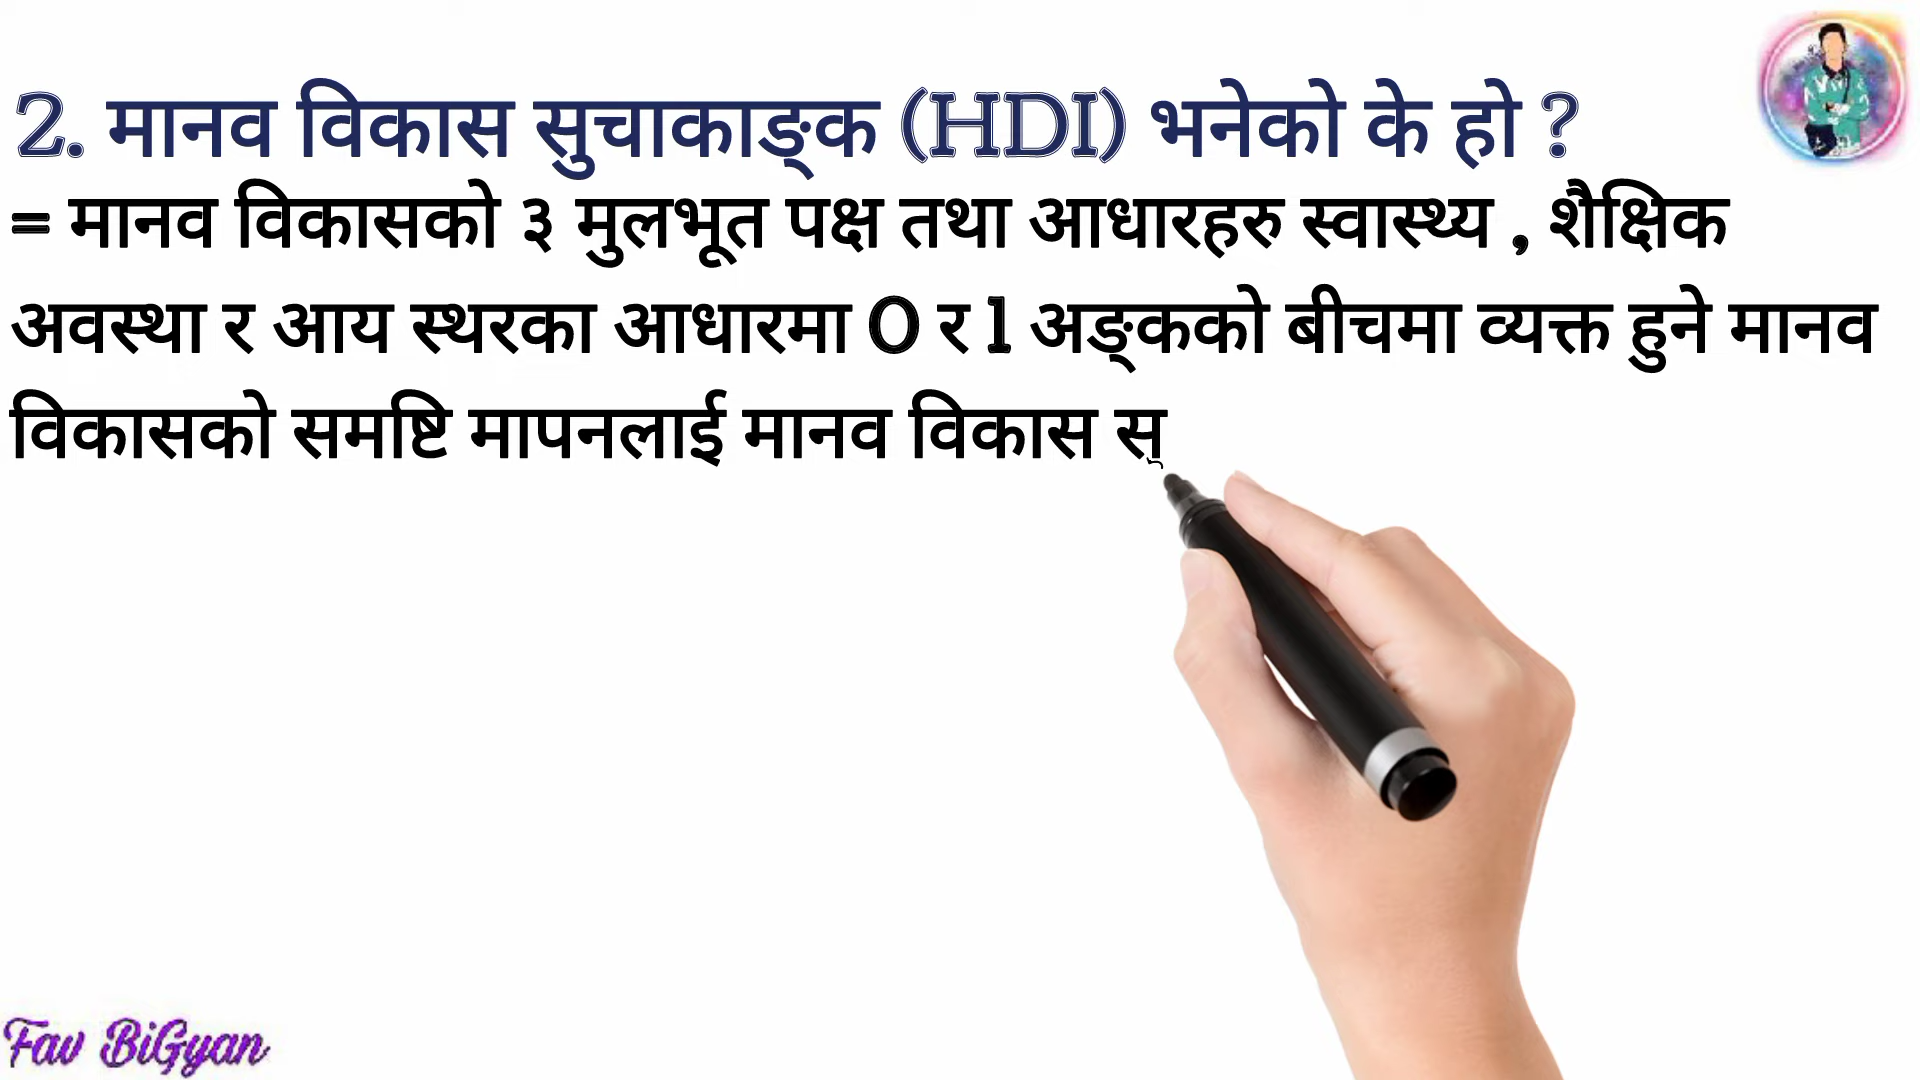 2. मानव विकास सुचाकाङ्क (HDI) भनेको के हो ?
= मानव विकासको ३ मुलभूत पक्ष तथा आधारहरु स्वास्थ्य , शैक्षिक
अवस्था र आय स्थरका आधारमा 0 र 1 अङ्कको बीचमा व्यक्त हुने मानव
विकासको समष्टि मापनलाई मानव विकास सु
Fav BiGyan